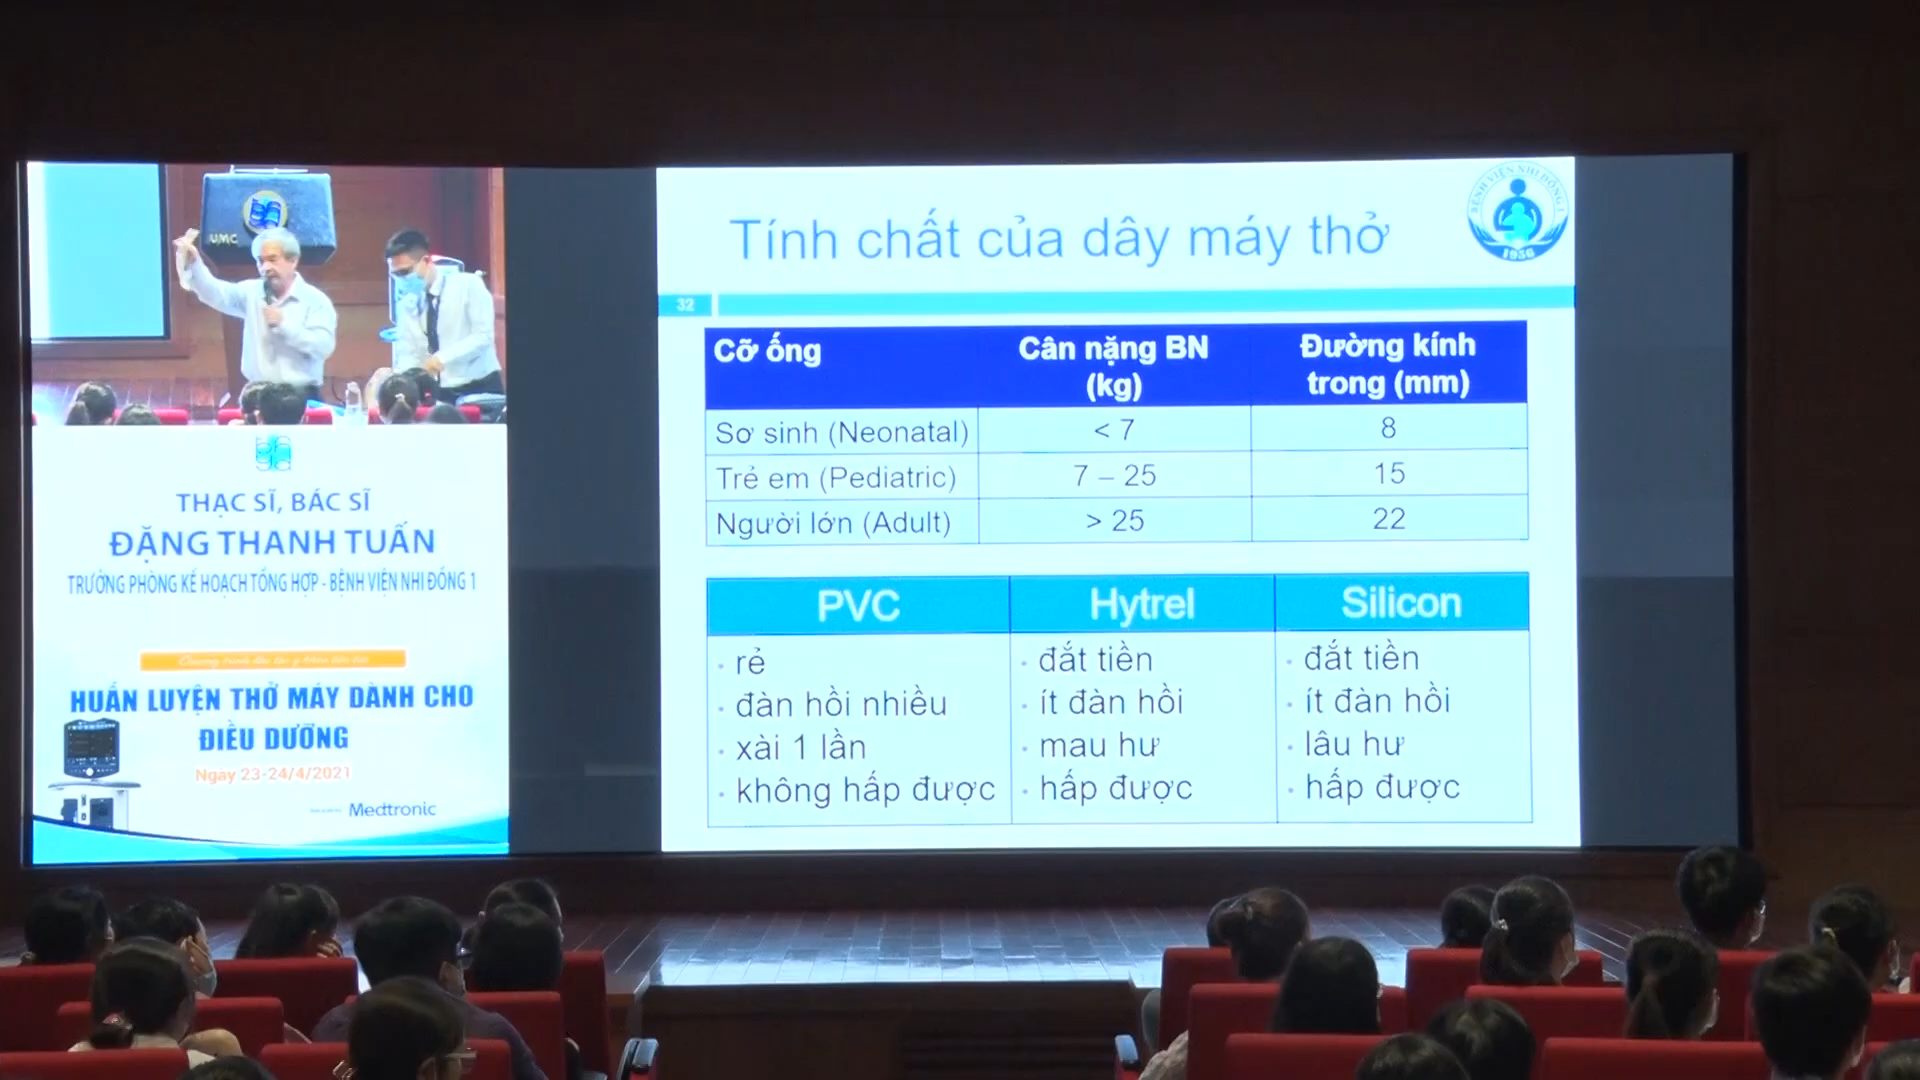 UMC
THẠC SĨ, BÁC SĨ
ĐẶNG THANH TUẤN
TRƯỞNG PHÒNG KẾ HOẠCH TỔNG HỢP - BỆNH VIỆN NHI ĐỒNG 1
HUẤN LUYỆN THỞ MÁY DÀNH CHO
ĐIỀU DƯỠNG
Ngày 23-24/4/2021
Medtronic
Tính chất của dây máy thở
BỆNH VIỆN NHI ĐỒNG 1
1956
32
Cỡ ống Cân nặng BN (kg) Đường kính trong (mm)
Sơ sinh (Neonatal) < 7 8
Trẻ em (Pediatric) 7 – 25 15
Người lớn (Adult) > 25 22
PVC Hytrel Silicon
• rẻ • đắt tiền • đắt tiền
• đàn hồi nhiều • ít đàn hồi • ít đàn hồi
• xài 1 lần • mau hư • lâu hư
• không hấp được • hấp được • hấp được